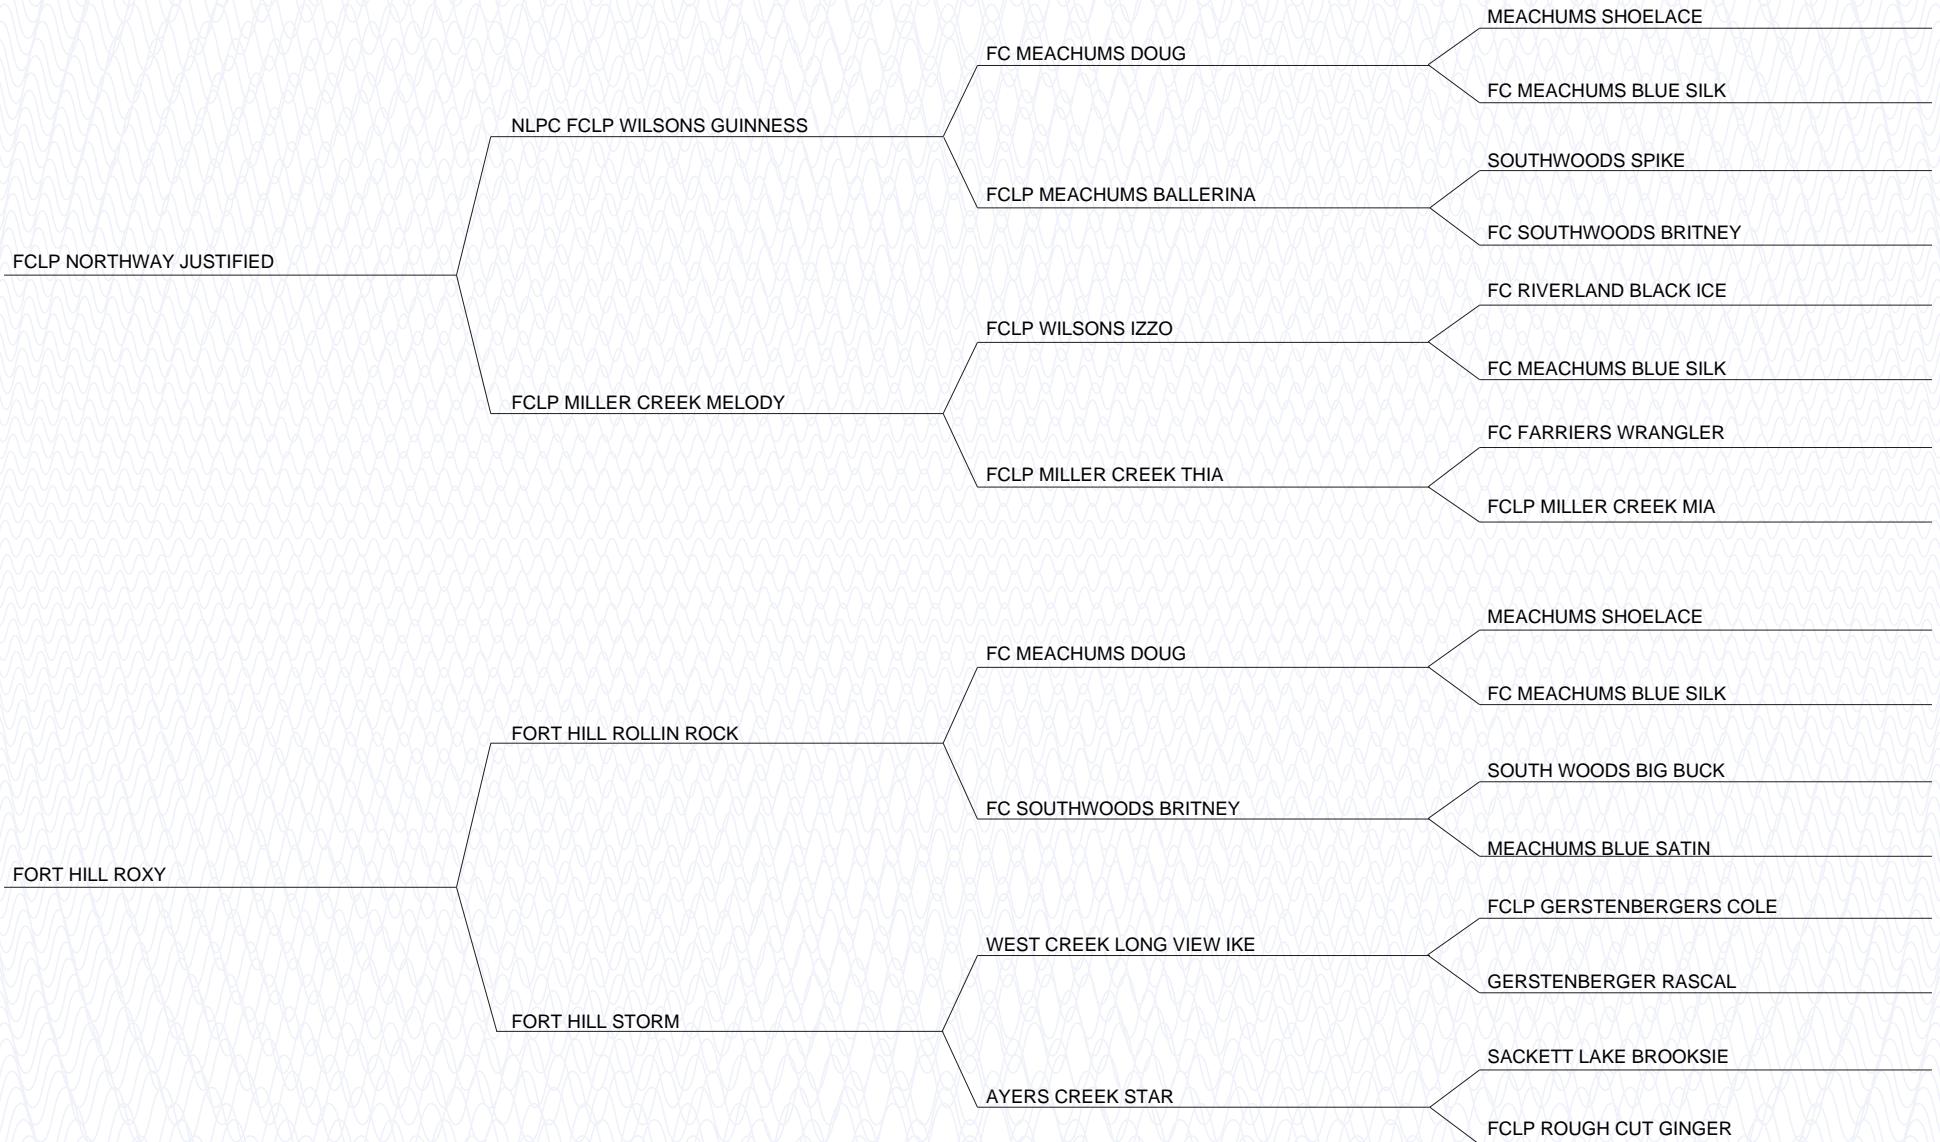 MEACHUMS SHOELACE
FC MEACHUMS DOUG
FC MEACHUMS BLUE SILK
NLPC FCLP WILSONS GUINNESS
SOUTHWOODS SPIKE
FCLP MEACHUMS BALLERINA
FC SOUTHWOODS BRITNEY
FCLP NORTHWAY JUSTIFIED
FC RIVERLAND BLACK ICE
FCLP WILSONS IZZO
FC MEACHUMS BLUE SILK
FCLP MILLER CREEK MELODY
FC FARRIERS WRANGLER
FCLP MILLER CREEK THIA
FCLP MILLER CREEK MIA
MEACHUMS SHOELACE
FC MEACHUMS DOUG
FC MEACHUMS BLUE SILK
FORT HILL ROLLIN ROCK
SOUTH WOODS BIG BUCK
FC SOUTHWOODS BRITNEY
MEACHUMS BLUE SATIN
FORT HILL ROXY
FCLP GERSTENBERGERS COLE
WEST CREEK LONG VIEW IKE
GERSTENBERGER RASCAL
FORT HILL STORM
SACKETT LAKE BROOKSIE
AYERS CREEK STAR
FCLP ROUGH CUT GINGER